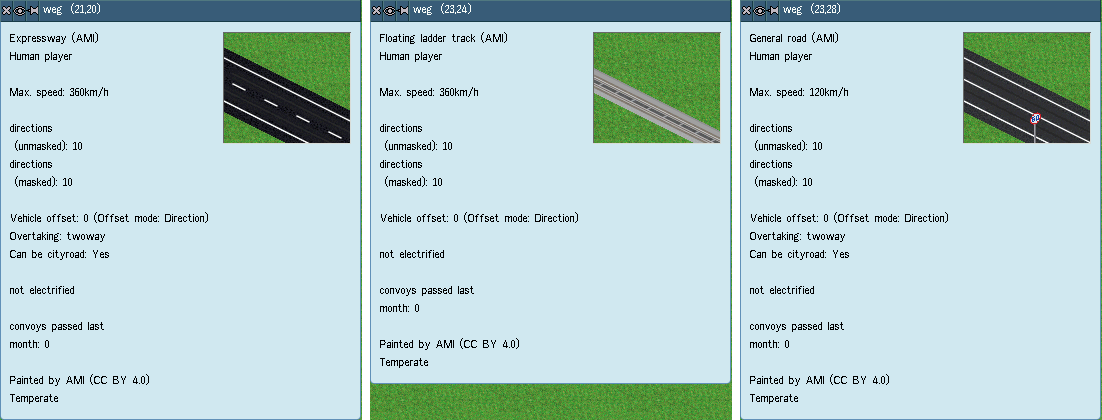 weg (21,20)
Expressway (AMI)
Human player
Max. speed: 360km/h
directions
(unmasked): 10
directions
(masked): 10
Vehicle offset: 0 (Offset mode: Direction)
Overtaking: twoway
Can be cityroad: Yes
not electrified
convoys passed last
month: 0
Painted by AMI (CC BY 4.0)
Temperate
weg (23,24)
Floating ladder track (AMI)
Human player
Max. speed: 360km/h
directions
(unmasked): 10
directions
(masked): 10
Vehicle offset: 0 (Offset mode: Direction)
not electrified
convoys passed last
month: 0
Painted by AMI (CC BY 4.0)
Temperate
weg (23,28)
General road (AMI)
Human player
Max. speed: 120km/h
directions
(unmasked): 10
directions
(masked): 10
Vehicle offset: 0 (Offset mode: Direction)
Overtaking: twoway
Can be cityroad: Yes
not electrified
convoys passed last
month: 0
Painted by AMI (CC BY 4.0)
Temperate